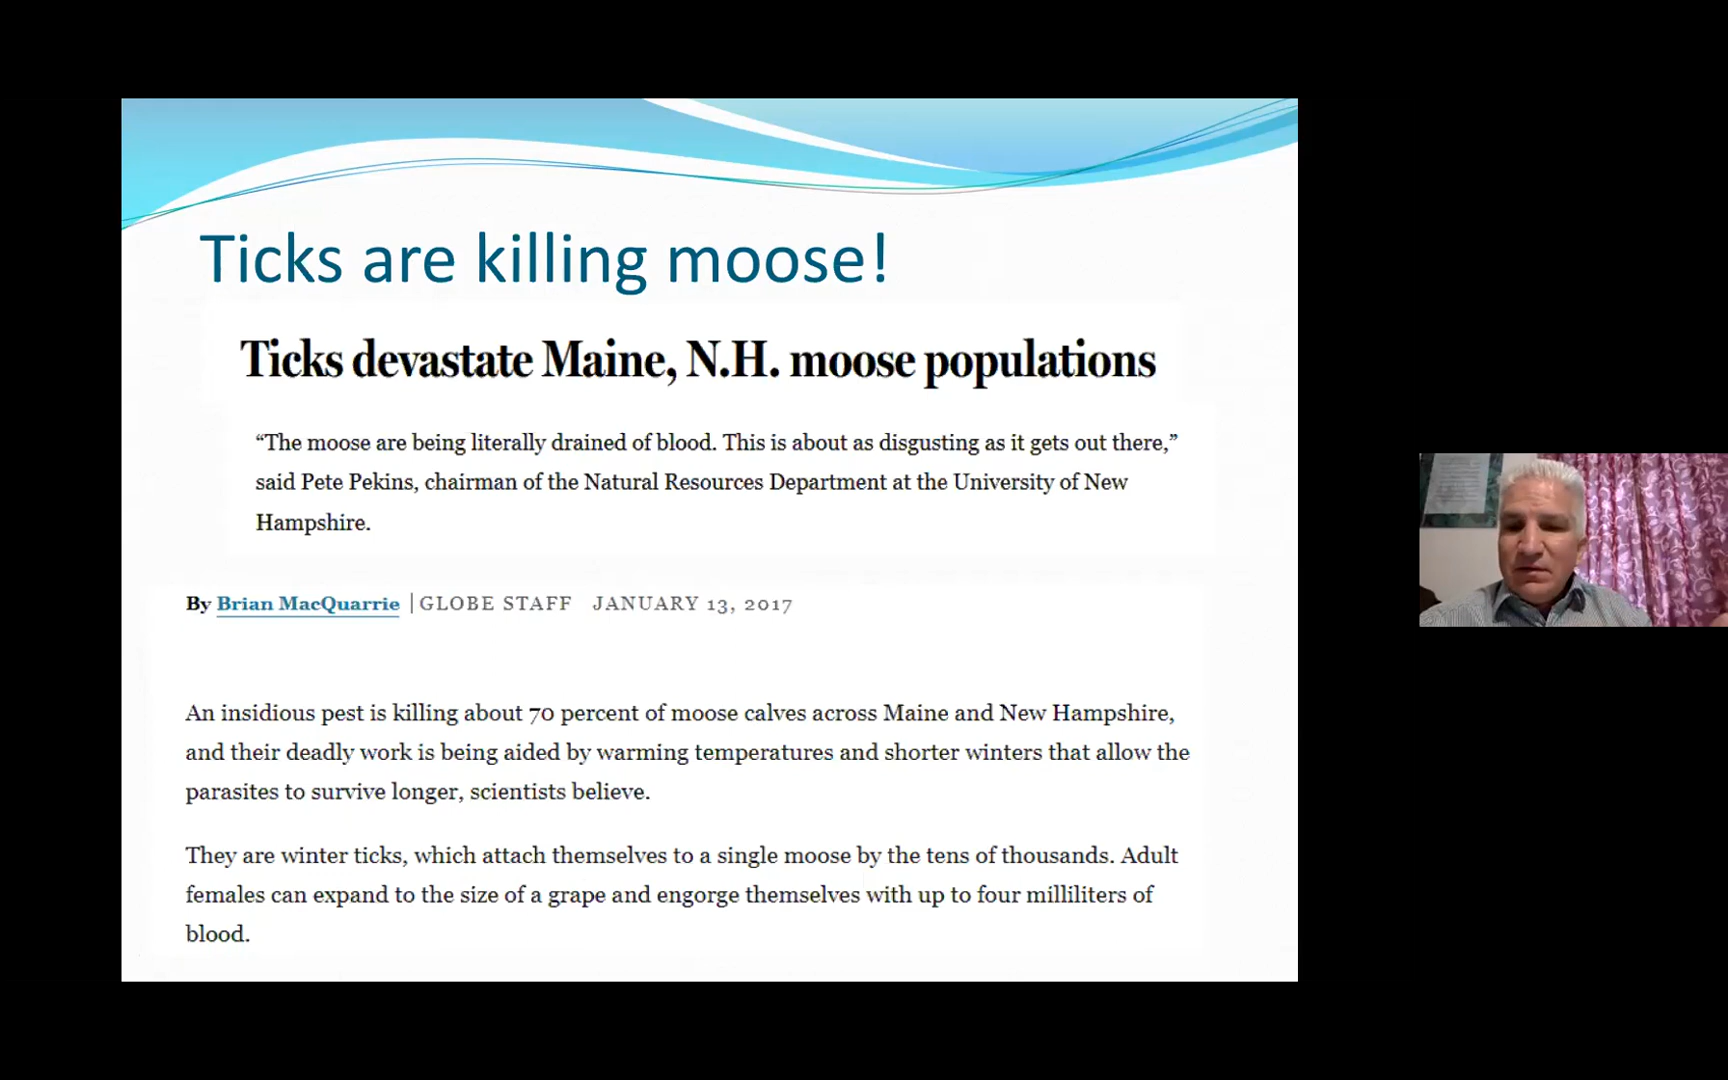 Ticks are killing moose!
Ticks devastate Maine, N.H. moose populations
“The moose are being literally drained of blood. This is about as disgusting as it gets out there,”
said Pete Pekins, chairman of the Natural Resources Department at the University of New
Hampshire.
By Brian MacQuarrie | GLOBE STAFF JANUARY 13, 2017
An insidious pest is killing about 70 percent of moose calves across Maine and New Hampshire,
and their deadly work is being aided by warming temperatures and shorter winters that allow the
parasites to survive longer, scientists believe.
They are winter ticks, which attach themselves to a single moose by the tens of thousands. Adult
females can expand to the size of a grape and engorge themselves with up to four milliliters of
blood.